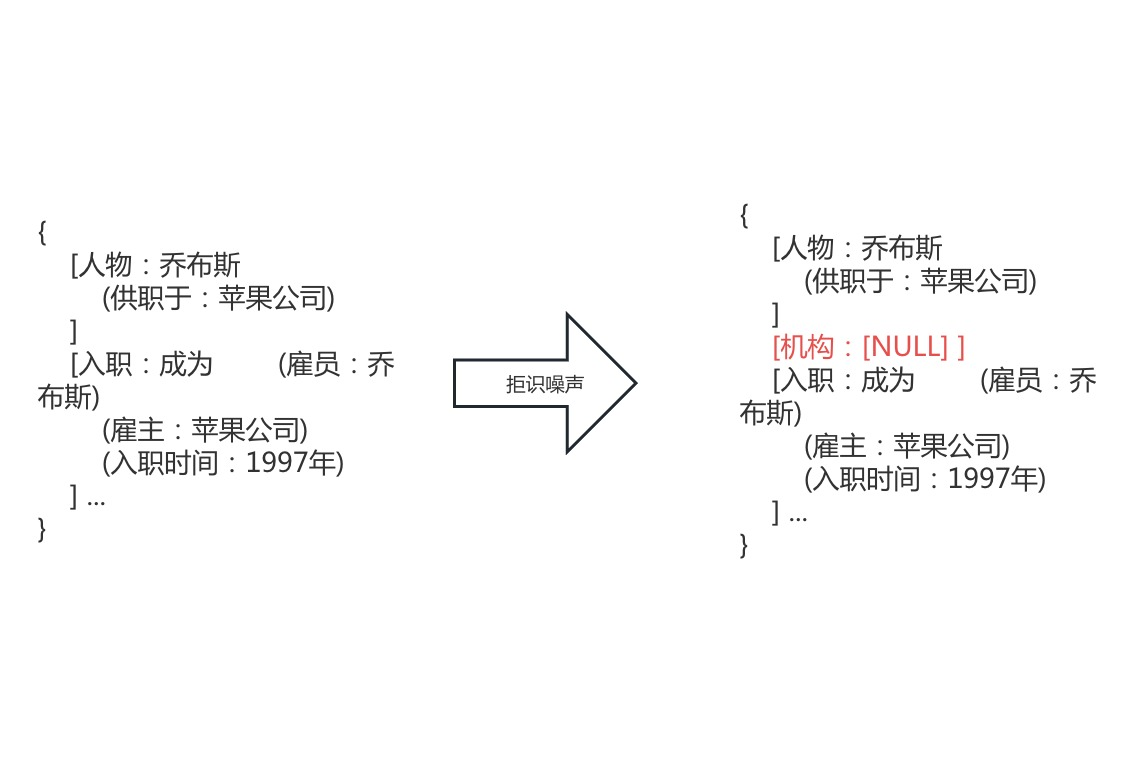 {
[人物：乔布斯
(供职于：苹果公司)
]
[入职：成为 (雇员：乔
布斯)
(雇主：苹果公司)
(入职时间：1997年)
] ...
}
拒识噪声
{
[人物：乔布斯
(供职于：苹果公司)
]
[机构：[NULL] ]
[入职：成为 (雇员：乔
布斯)
(雇主：苹果公司)
(入职时间：1997年)
] ...
}